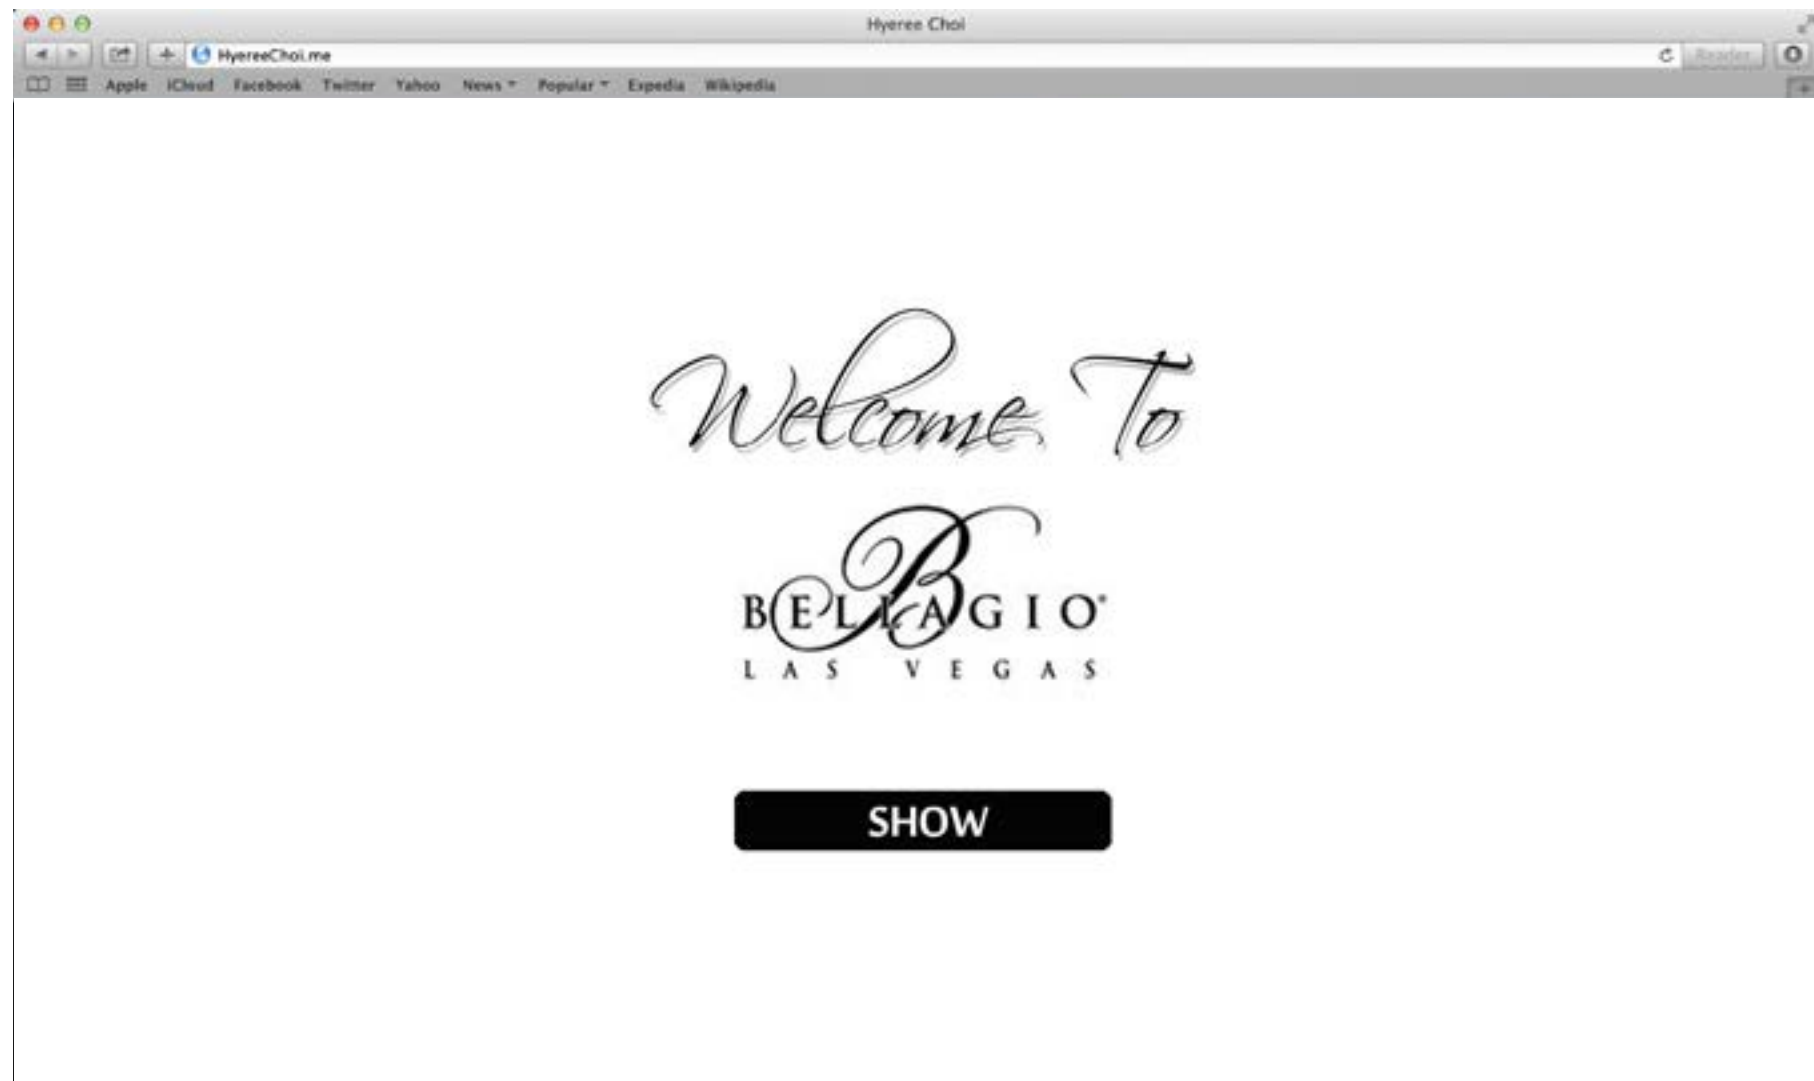 Hyeree Choi
HyereeChoi.me
Reader
Apple iCloud Facebook Twitter Yahoo News Popular Expedia Wikipedia
Welcome To
B
BELLAGIO®
LAS VEGAS
SHOW